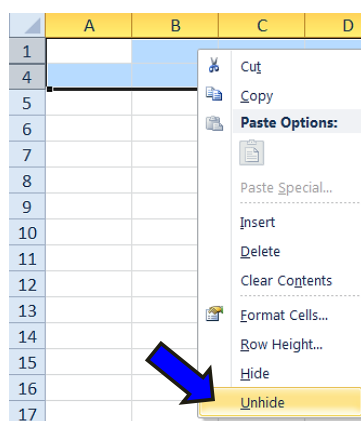 A B C D
1
4
5
6
7
8
9
10
11
12
13
14
15
16
17
Cut
Copy
Paste Options:
Paste Special...
Insert
Delete
Clear Contents
Format Cells...
Row Height...
Hide
Unhide